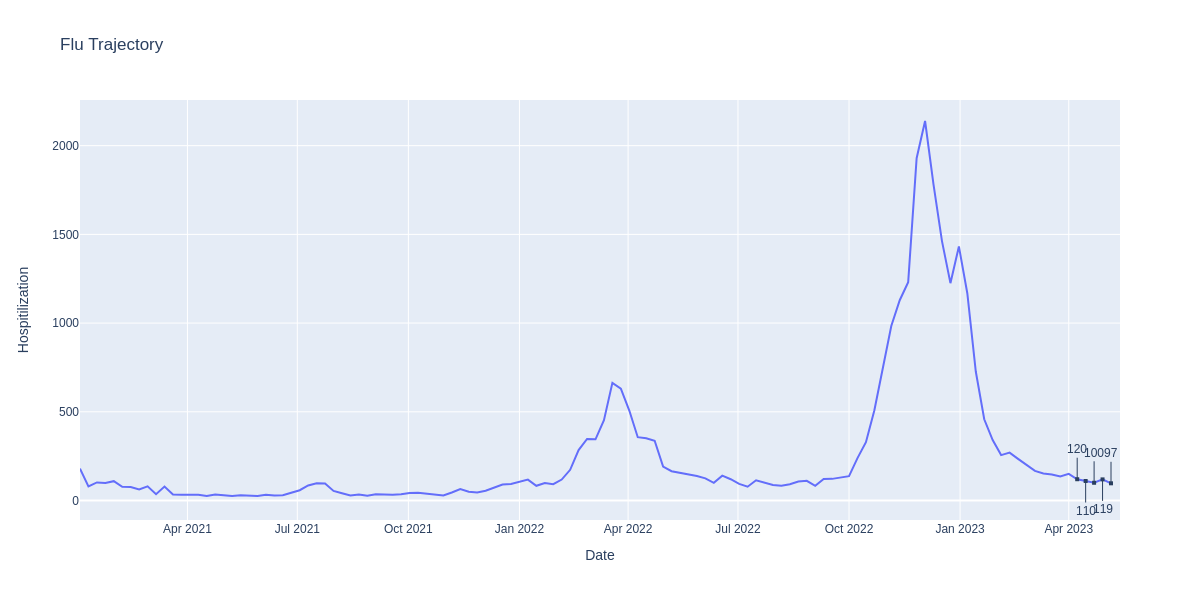 Flu Trajectory
2000
1500
1000
500
0
Hospitilization
120
100
97
110
119
Apr 2021
Jul 2021
Oct 2021
Jan 2022
Apr 2022
Jul 2022
Oct 2022
Jan 2023
Apr 2023
Date